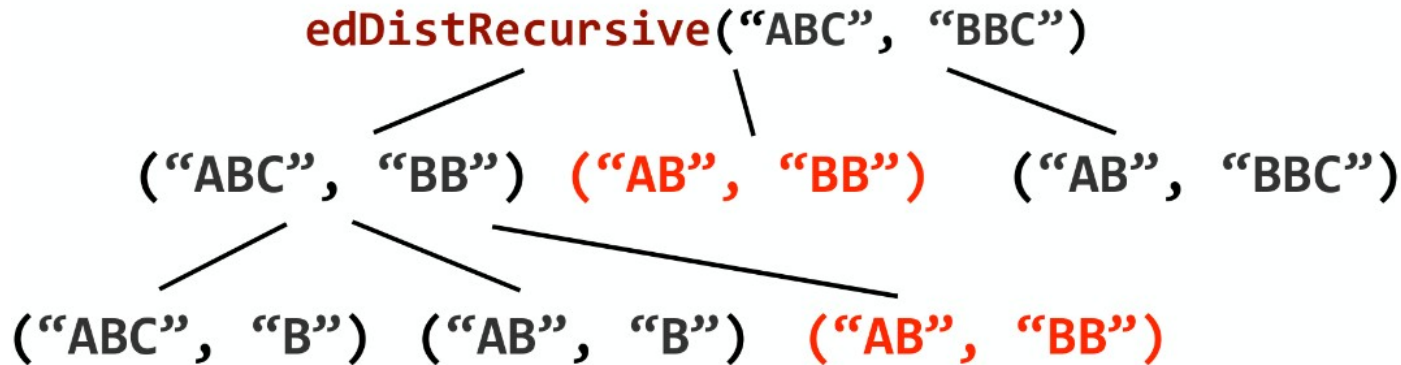 edDistRecursive(“ABC”, “BBC”)
(“ABC”, “BB”) (“AB”, “BB”) (“AB”, “BBC”)
(“ABC”, “B”) (“AB”, “B”) (“AB”, “BB”)